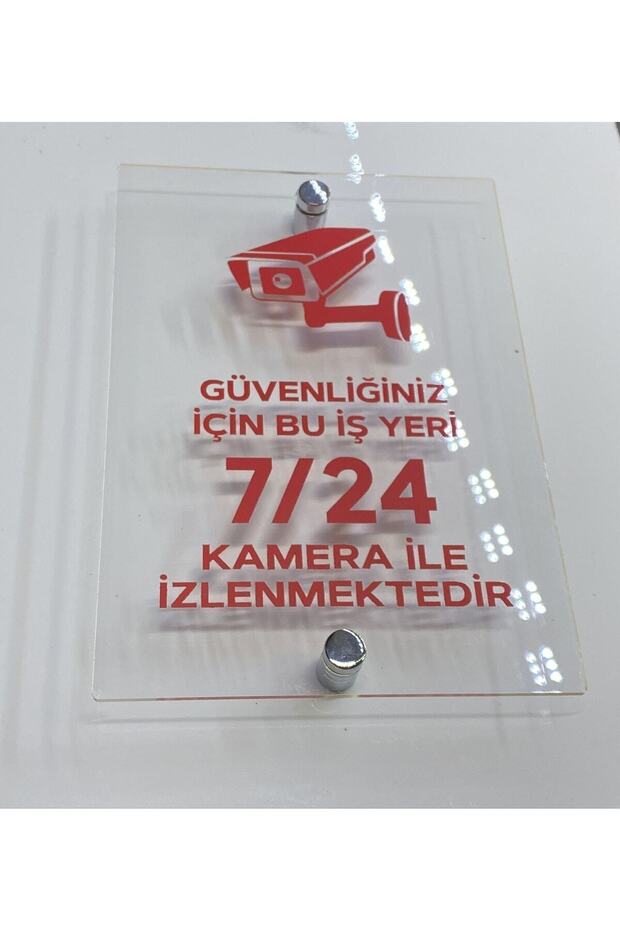 GÜVENLİĞİNİZ
İÇİN BU İŞ YERİ
7/24
KAMERA İLE
İZLENMEKTEDİR